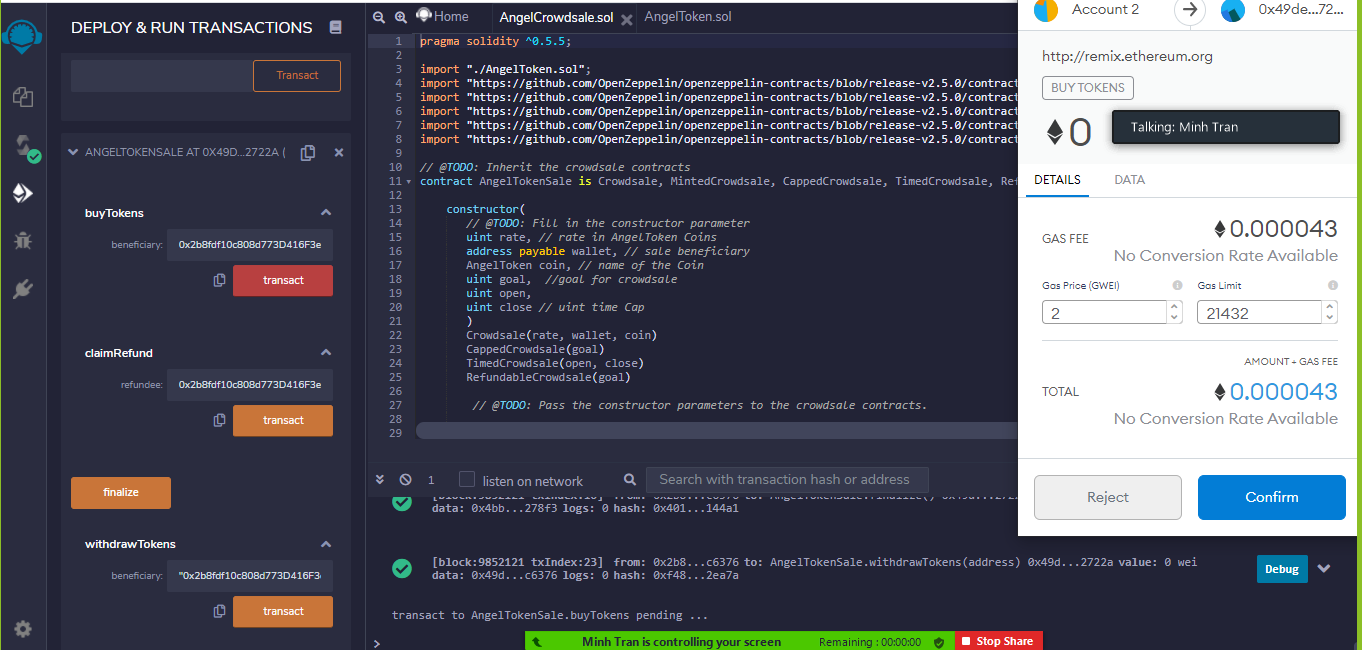 DEPLOY & RUN TRANSACTIONS
Transact
ANGELTOKENSALE AT 0X49D...2722A (
buyTokens
beneficiary: 0x2b8fdf10c808d773D416F3e
transact
claimRefund
refundee: 0x2b8fdf10c808d773D416F3e
transact
finalize
withdrawTokens
beneficiary: "0x2b8fdf10c808d773D416F3
transact
Home
AngelCrowdsale.sol
AngelToken.sol
1 pragma solidity ^0.5.5;
2
3 import "./AngelToken.sol";
4 import "https://github.com/OpenZeppelin/openzeppelin-contracts/blob/release-v2.5.0/contract
5 import "https://github.com/OpenZeppelin/openzeppelin-contracts/blob/release-v2.5.0/contract
6 import "https://github.com/OpenZeppelin/openzeppelin-contracts/blob/release-v2.5.0/contract
7 import "https://github.com/OpenZeppelin/openzeppelin-contracts/blob/release-v2.5.0/contract
8 import "https://github.com/OpenZeppelin/openzeppelin-contracts/blob/release-v2.5.0/contract
9
10 // @TODO: Inherit the crowdsale contracts
11 contract AngelTokenSale is Crowdsale, MintedCrowdsale, CappedCrowdsale, TimedCrowdsale, Ref
12
13 constructor(
14 // @TODO: Fill in the constructor parameter
15 uint rate, // rate in AngelToken Coins
16 address payable wallet, // sale beneficiary
17 AngelToken coin, // name of the Coin
18 uint goal, //goal for crowdsale
19 uint open,
20 uint close // uint time Cap
21 )
22 Crowdsale(rate, wallet, coin)
23 CappedCrowdsale(goal)
24 TimedCrowdsale(open, close)
25 RefundableCrowdsale(goal)
26
27 // @TODO: Pass the constructor parameters to the crowdsale contracts.
28
29
1 listen on network
Search with transaction hash or address
data: 0x4bb...278f3 logs: 0 hash: 0x401...144a1
[block:9852121 txIndex:23] from: 0x2b8...c6376 to: AngelTokenSale.withdrawTokens(address) 0x49d...2722a value: 0 wei
data: 0x49d...c6376 logs: 0 hash: 0xf48...2ea7a
Debug
transact to AngelTokenSale.buyTokens pending ...
>
Minh Tran is controlling your screen
Remaining : 00:00:00
Stop Share
Account 2
0x49de...72...
http://remix.ethereum.org
BUY TOKENS
0
Talking: Minh Tran
DETAILS
DATA
GAS FEE
0.000043
No Conversion Rate Available
Gas Price (GWEI)
Gas Limit
2
21432
AMOUNT + GAS FEE
TOTAL
0.000043
No Conversion Rate Available
Reject
Confirm